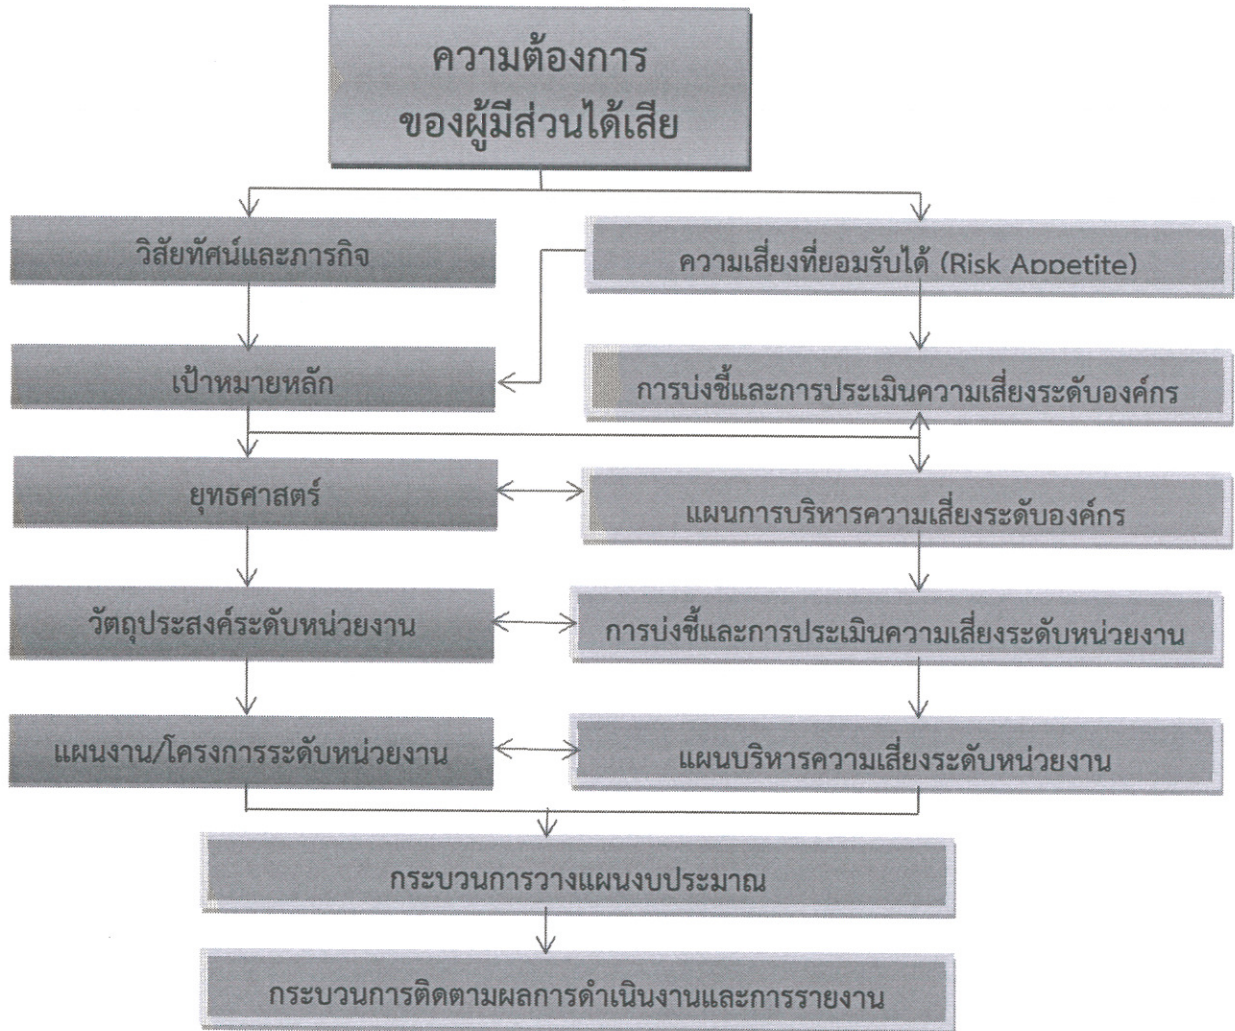 ความต้องการ
ของผู้มีส่วนได้เสีย
วิสัยทัศน์และภารกิจ
ความเสี่ยงที่ยอมรับได้ (Risk Appetite)
เป้าหมายหลัก
การบ่งชี้และการประเมินความเสี่ยงระดับองค์กร
ยุทธศาสตร์
แผนการบริหารความเสี่ยงระดับองค์กร
วัตถุประสงค์ระดับหน่วยงาน
การบ่งชี้และการประเมินความเสี่ยงระดับหน่วยงาน
แผนงาน/โครงการระดับหน่วยงาน
แผนบริหารความเสี่ยงระดับหน่วยงาน
กระบวนการวางแผนงบประมาณ
กระบวนการติดตามผลการดำเนินงานและการรายงาน